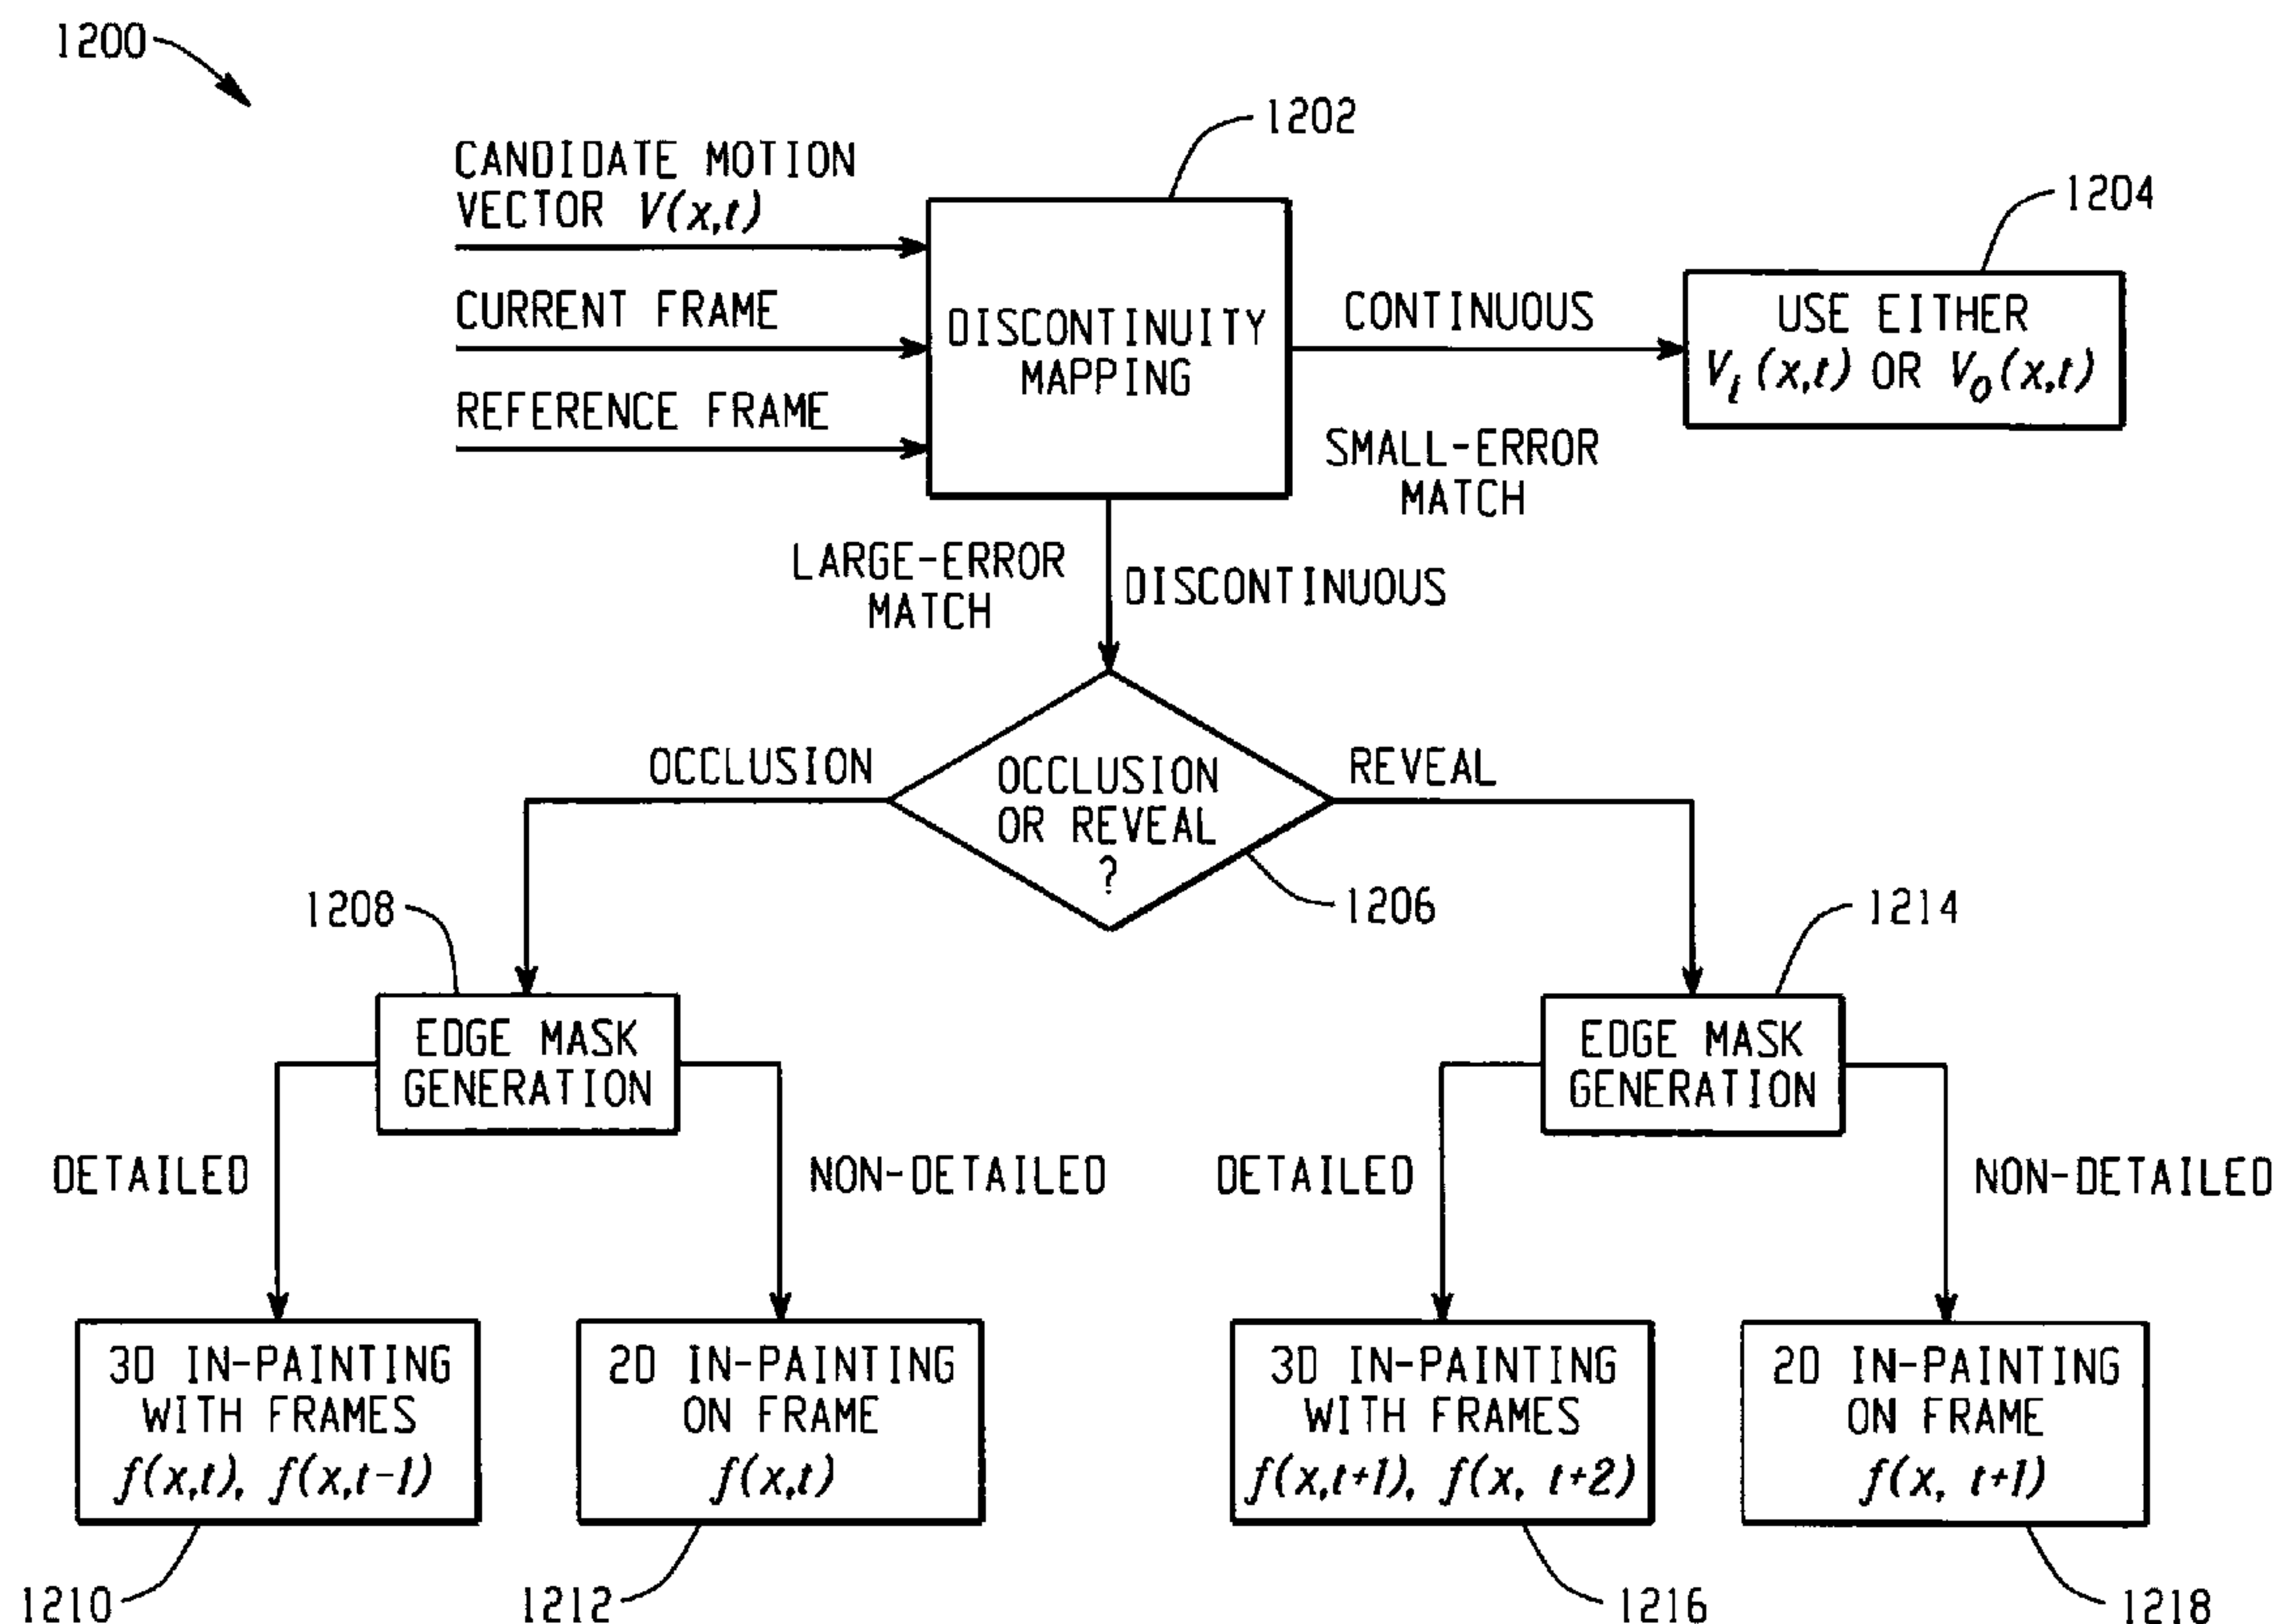 1200
1202
CANDIDATE MOTION
VECTOR V(x,t)
1204
CURRENT FRAME
DISCONTINUITY
MAPPING
CONTINUOUS
USE EITHER
V_i(x,t) OR V_o(x,t)
REFERENCE FRAME
SMALL-ERROR
MATCH
LARGE-ERROR
MATCH
DISCONTINUOUS
OCCLUSION
OCCLUSION
OR REVEAL
?
REVEAL
1206
1208
1214
EDGE MASK
GENERATION
EDGE MASK
GENERATION
DETAILED
NON-DETAILED
DETAILED
NON-DETAILED
3D IN-PAINTING
WITH FRAMES
f(x,t), f(x,t-1)
2D IN-PAINTING
ON FRAME
f(x,t)
3D IN-PAINTING
WITH FRAMES
f(x,t+1), f(x, t+2)
2D IN-PAINTING
ON FRAME
f(x, t+1)
1210
1212
1216
1218